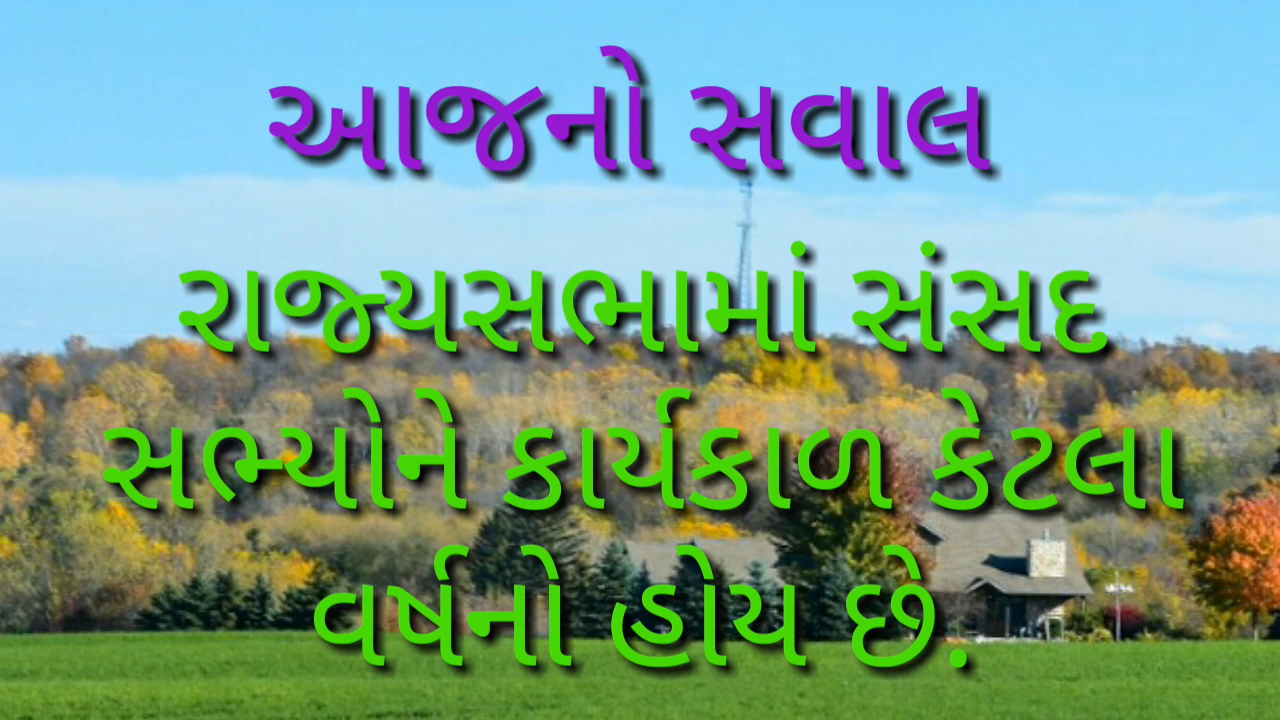 આજનો સવાલ
રાજ્યસભામાં સંસદ
સભ્યોને કાર્યકાળ કેટલા
વર્ષનો હોય છે.